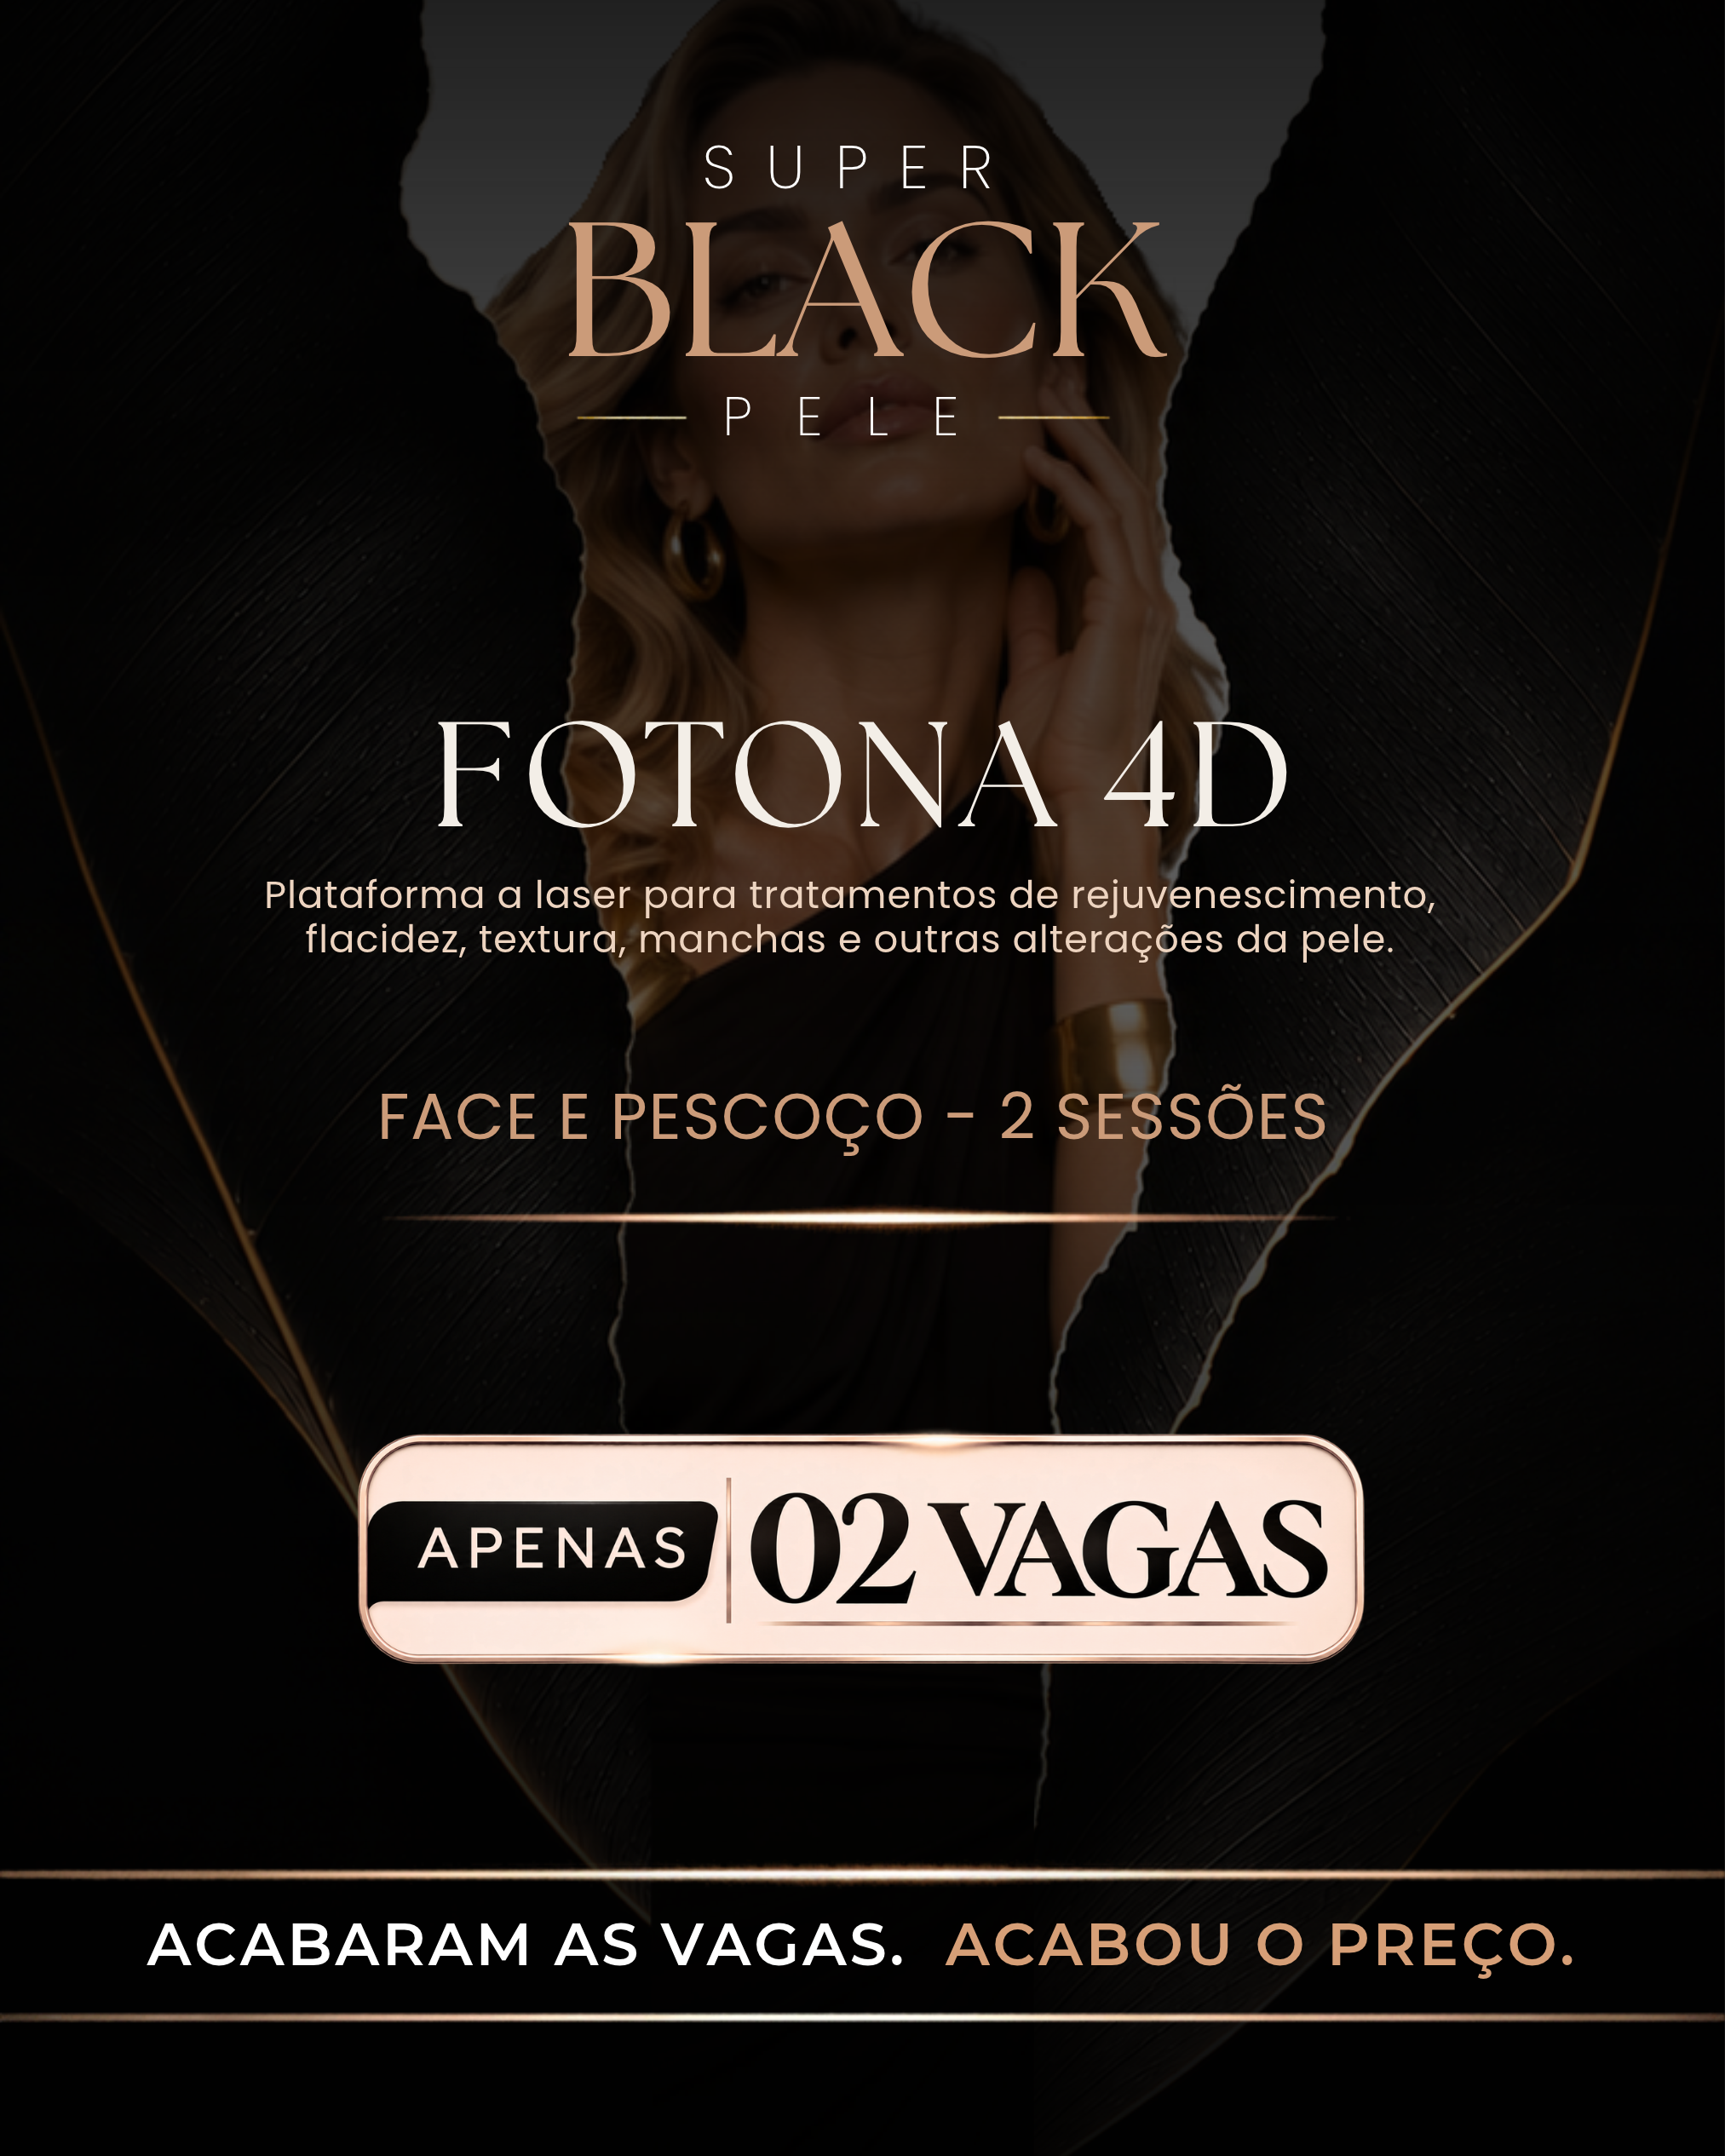 SUPER
BLACK
PELE
FOTONA 4D
Plataforma a laser para tratamentos de rejuvenescimento,
flacidez, textura, manchas e outras alterações da pele.
FACE E PESCOÇO - 2 SESSÕES
APENAS 02 VAGAS
ACABARAM AS VAGAS. ACABOU O PREÇO.